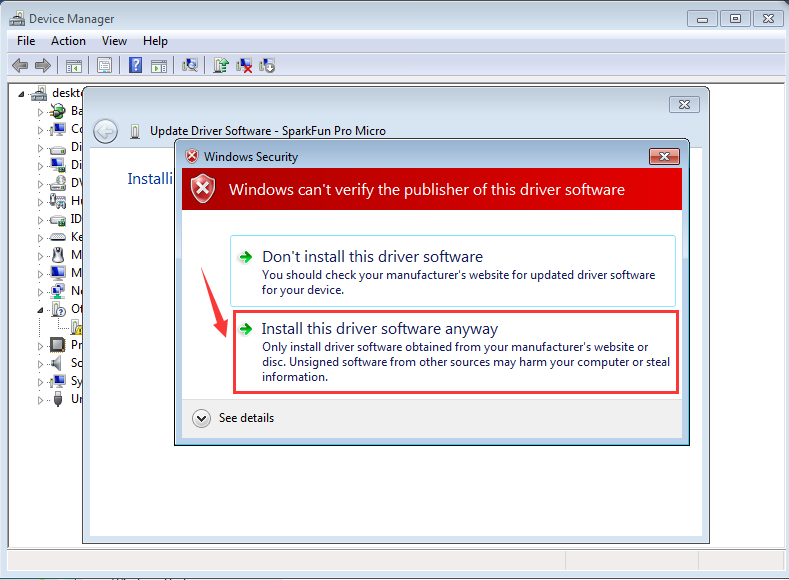 Device Manager
File Action View Help
deskt
Ba
Co
Di
Di
DV
Hu
ID
Ke
M
M
Ne
Ot
Pr
So
Sy
Un
Update Driver Software - SparkFun Pro Micro
Installi
Windows Security
Windows can't verify the publisher of this driver software
Don't install this driver software
You should check your manufacturer's website for updated driver software
for your device.
Install this driver software anyway
Only install driver software obtained from your manufacturer's website or
disc. Unsigned software from other sources may harm your computer or steal
information.
See details